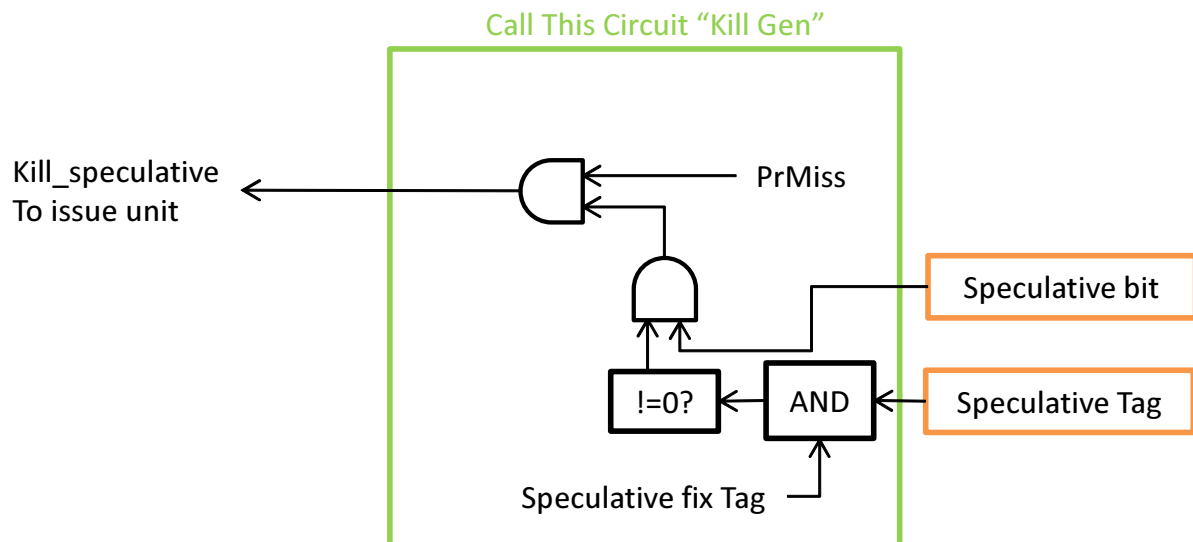 Call This Circuit “Kill Gen”
Kill_speculative
To issue unit
PrMiss
Speculative bit
!=0?
AND
Speculative Tag
Speculative fix Tag